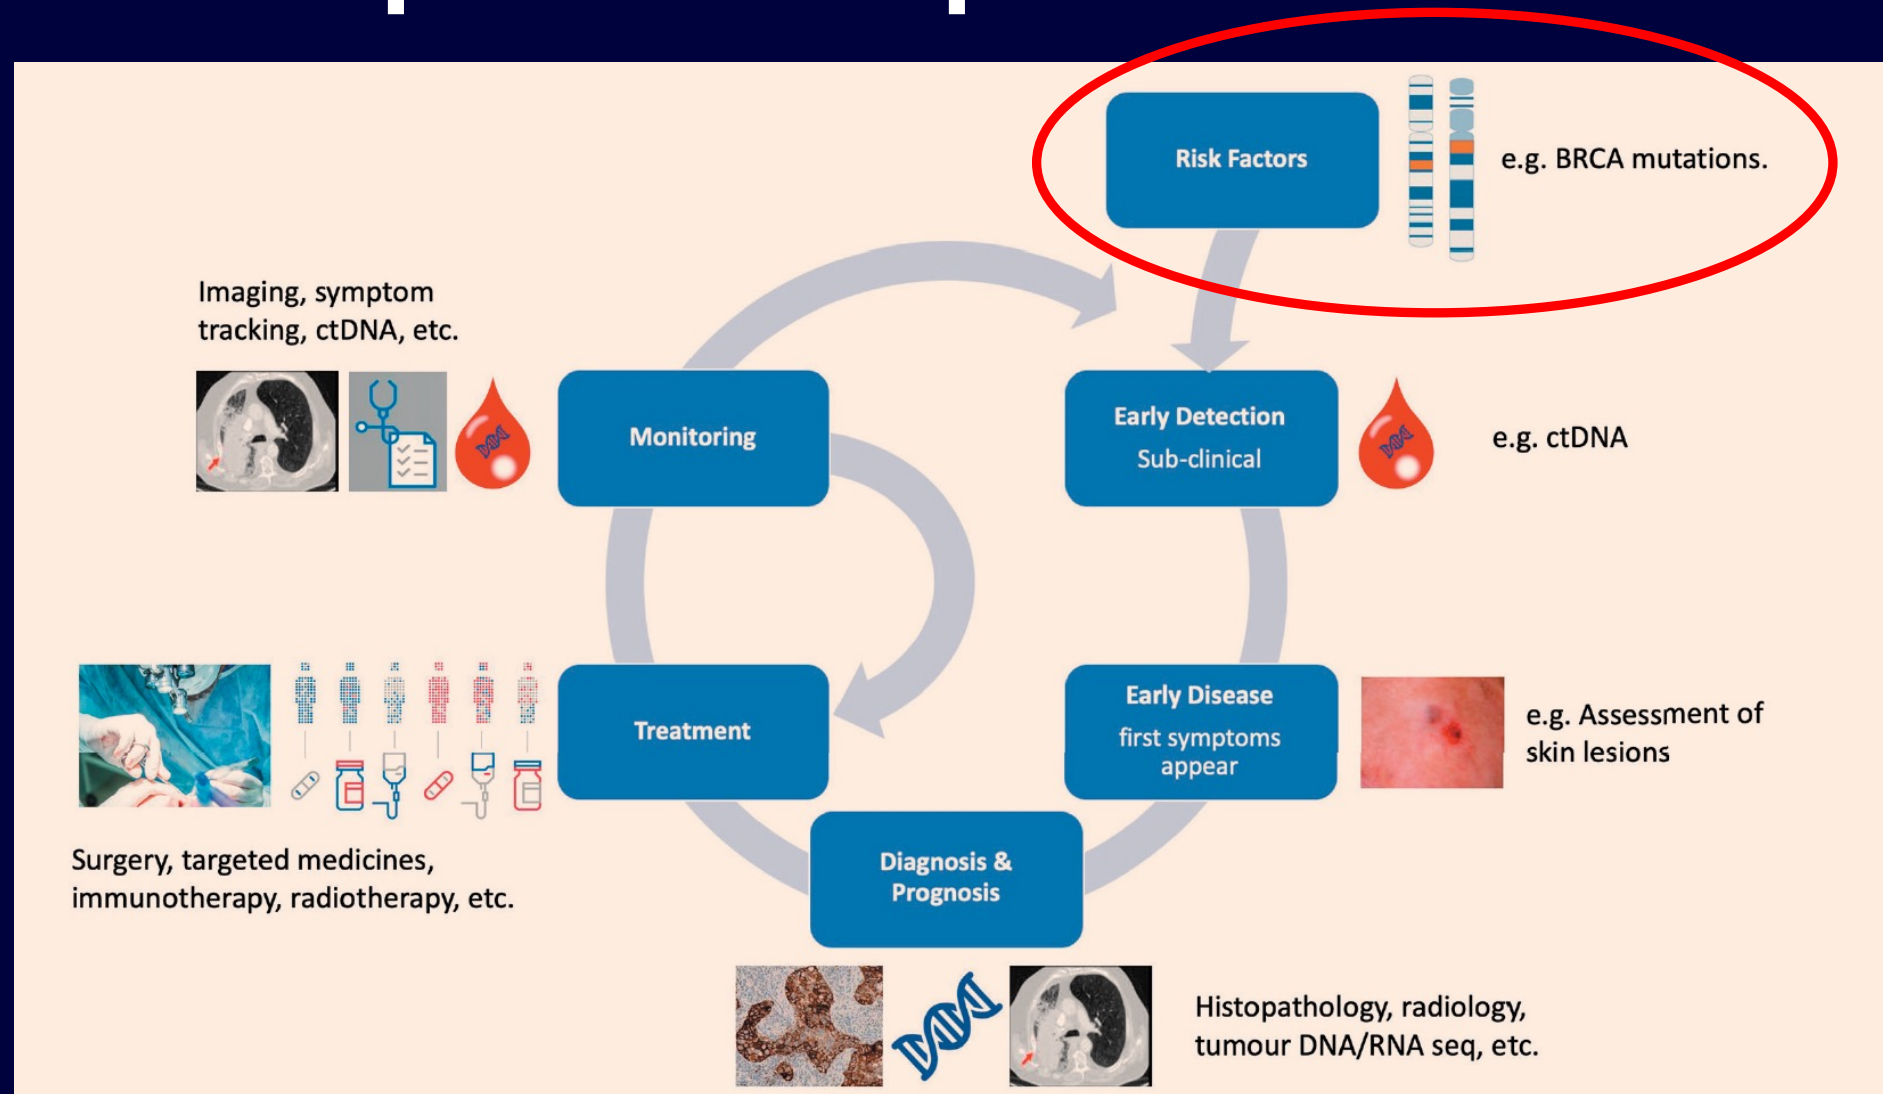 Risk Factors
e.g. BRCA mutations.
Imaging, symptom
tracking, ctDNA, etc.
Monitoring
Early Detection
Sub-clinical
e.g. ctDNA
Treatment
Early Disease
first symptoms
appear
e.g. Assessment of
skin lesions
Surgery, targeted medicines,
immunotherapy, radiotherapy, etc.
Diagnosis &
Prognosis
Histopathology, radiology,
tumour DNA/RNA seq, etc.